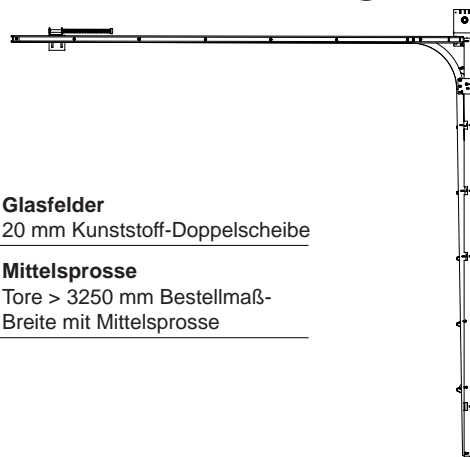 Glasfelder
20 mm Kunststoff-Doppelscheibe
Mittelsprosse
Tore > 3250 mm Bestellmaß-
Breite mit Mittelsprosse